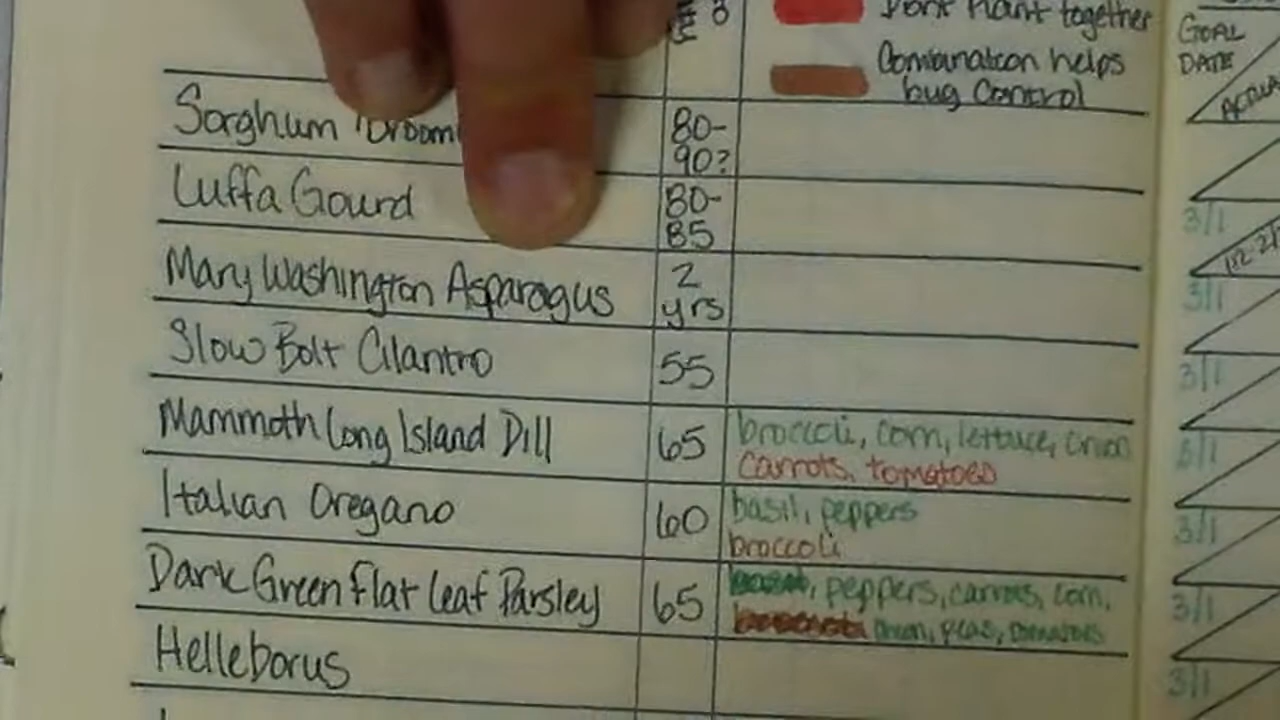 Don't Plant together
GOAL
DATE
Combination helps
bug Control
Sorghum
80-
90?
Luffa Gourd
80-
85
3/1
Mary Washington Asparagus
2
yrs
3/1
Slow Bolt Cilantro
55
3/1
Mammoth Long Island Dill
65
broccoli, corn, lettuce, onion
Carrots, tomatoes
3/1
Italian Oregano
60
basil, peppers
broccoli
3/1
Dark Green Flat Leaf Parsley
65
peppers, carrots, corn,
onion, peas, tomatoes
3/1
Helleborus
3/1